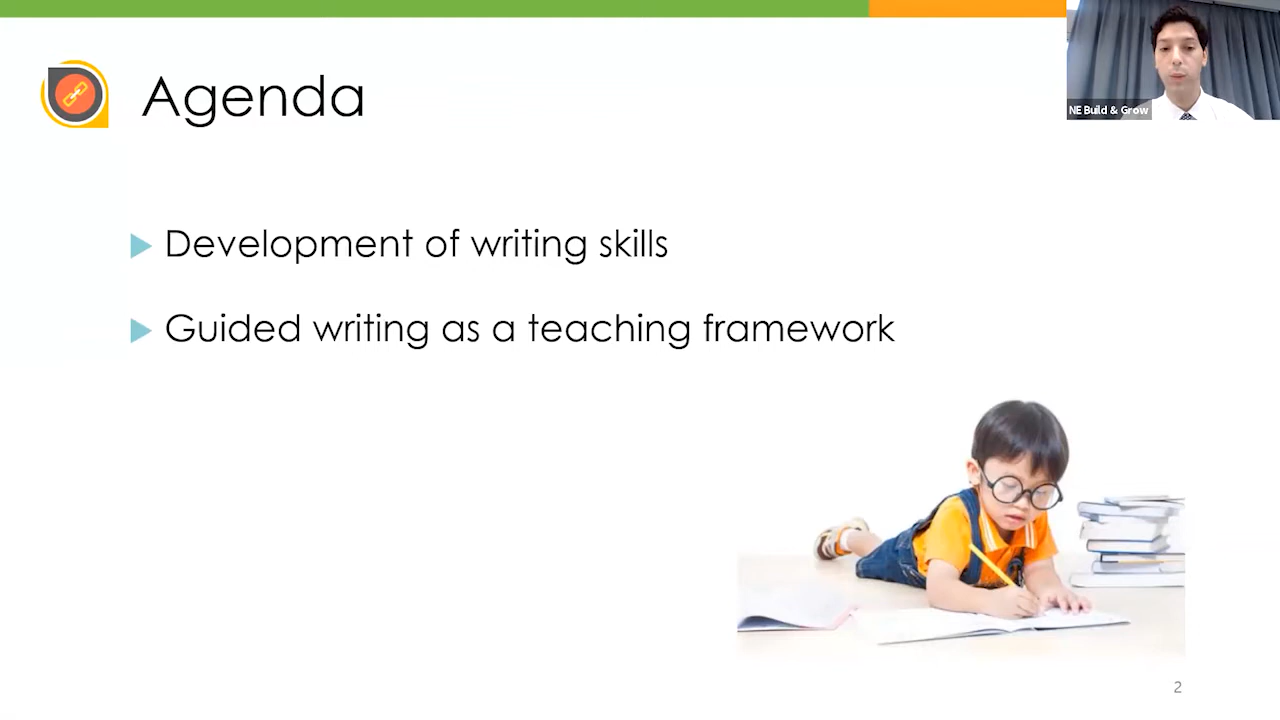 Agenda
NE Build & Grow
Development of writing skills
Guided writing as a teaching framework
2